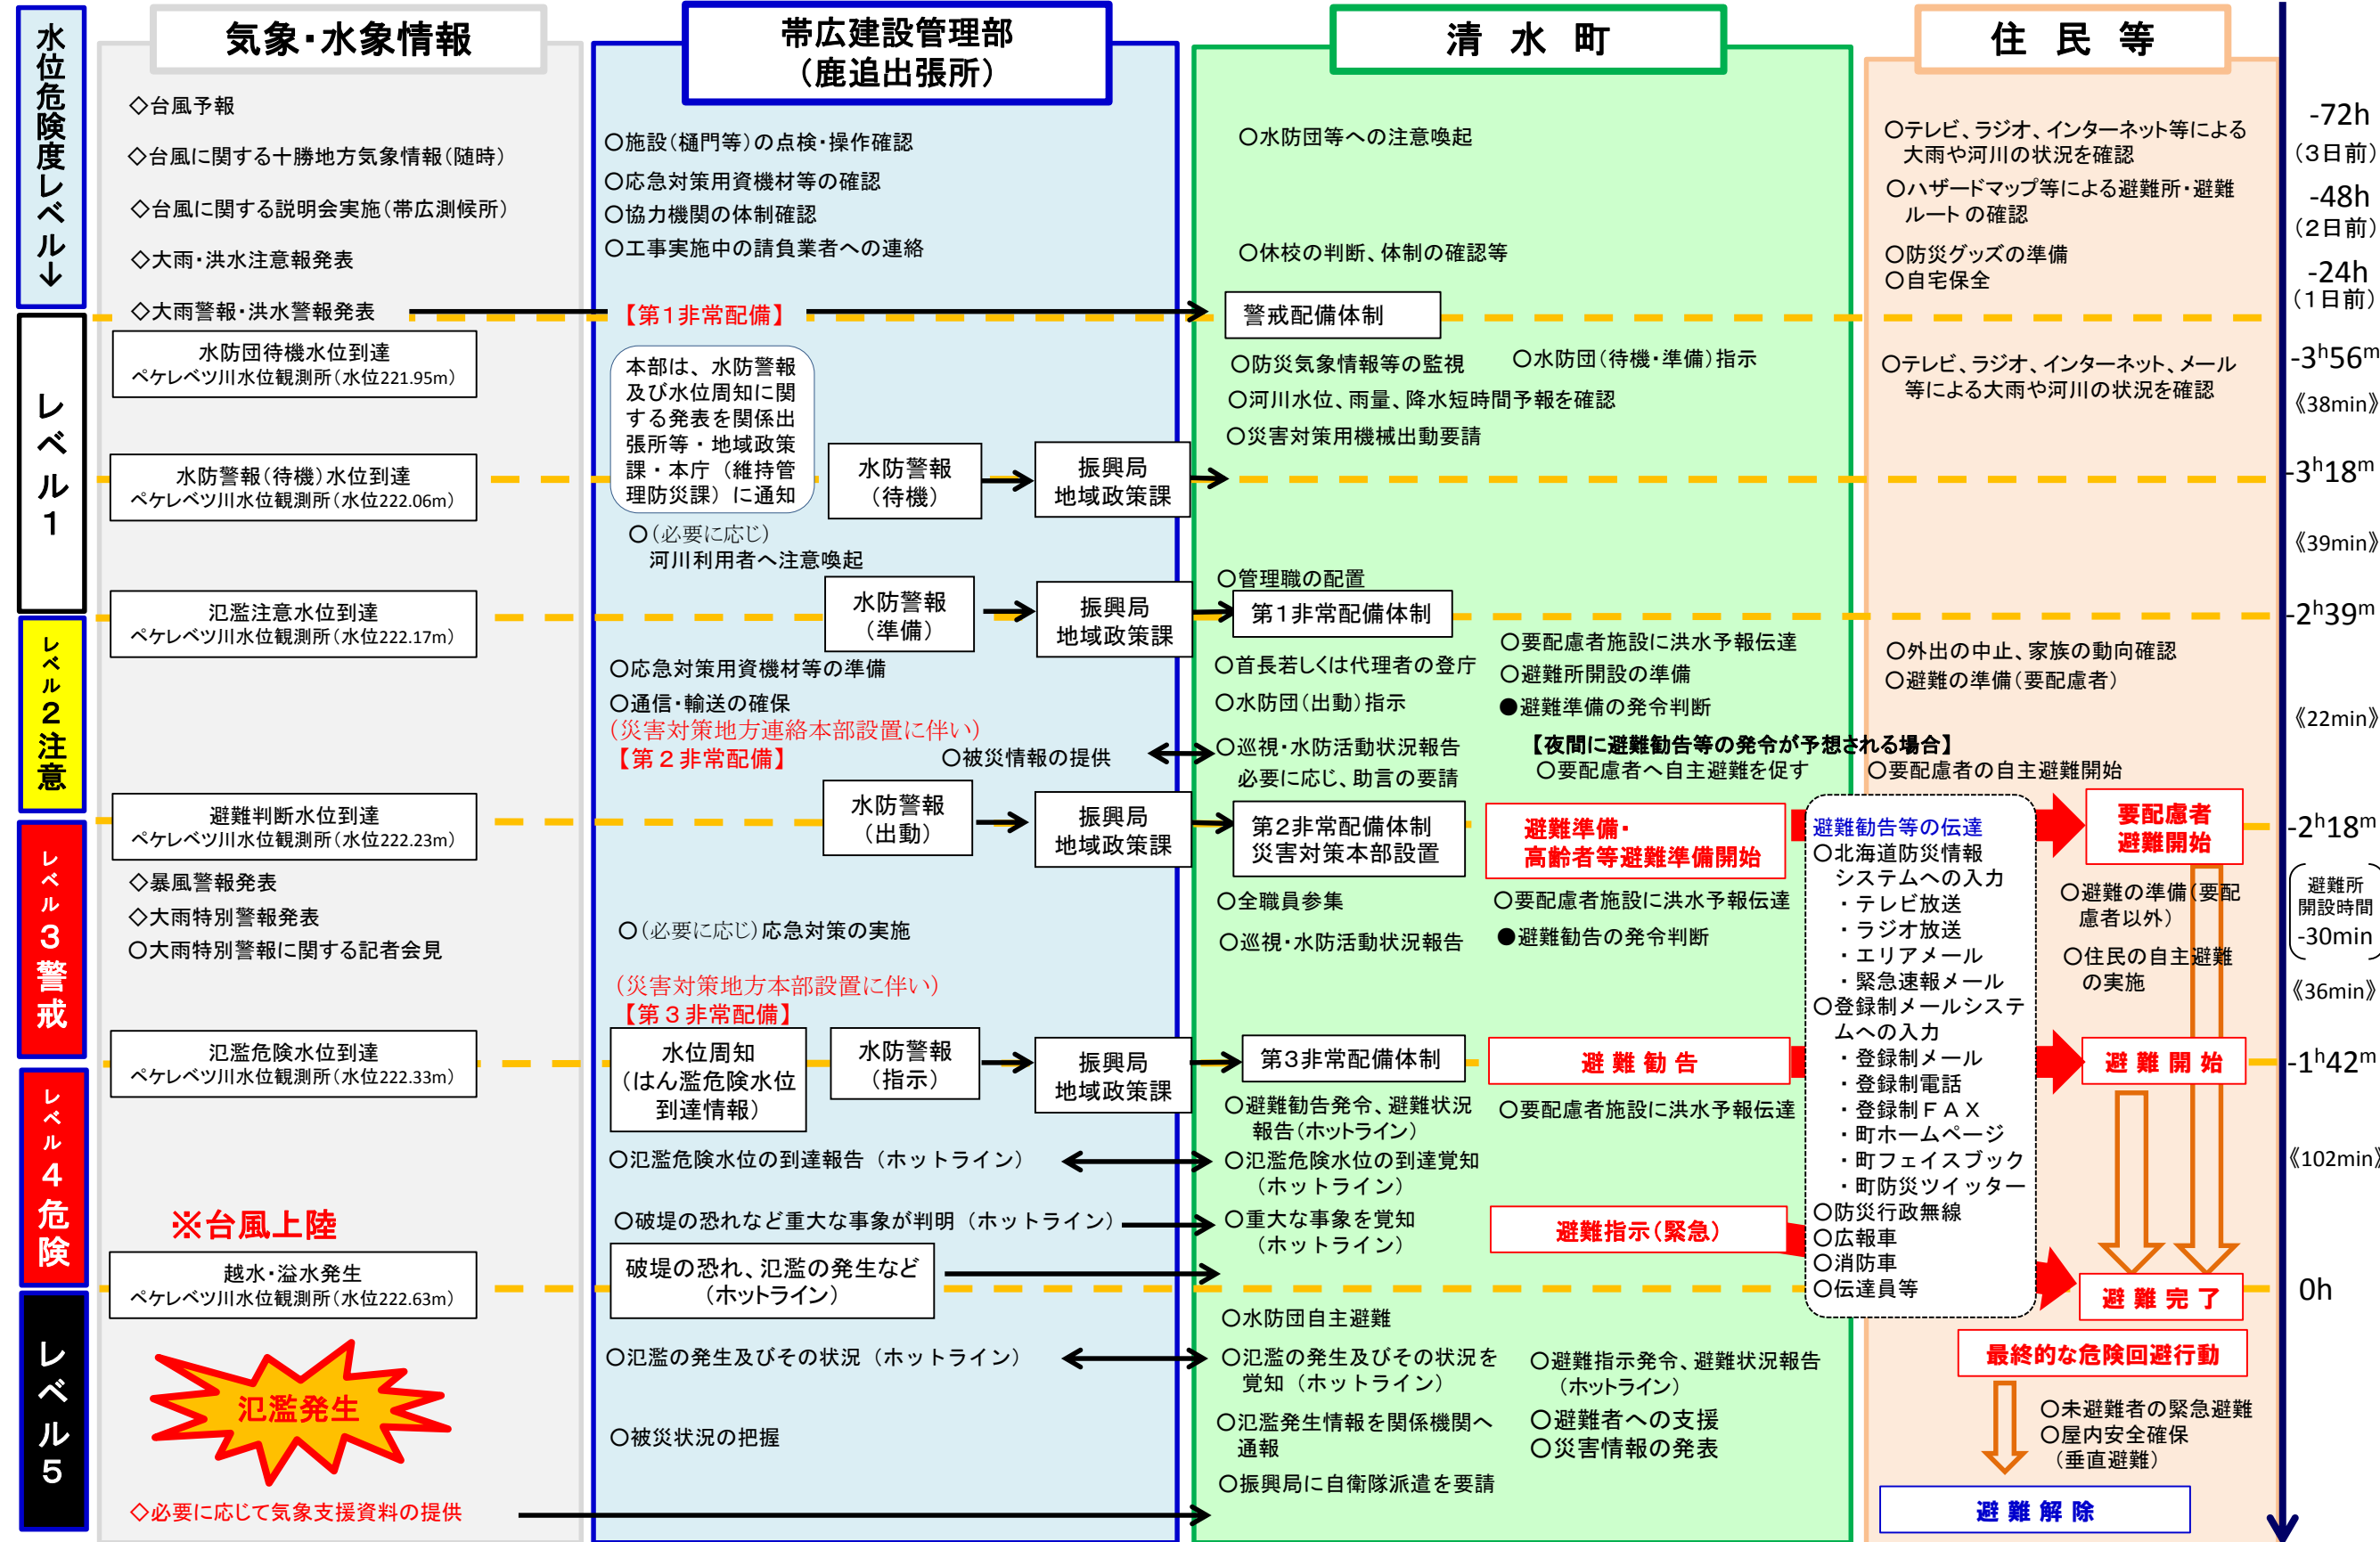 水位危険度レベル↓
レベル1
レベル2注意
レベル3警戒
レベル4危険
レベル5
気象・水象情報
◇台風予報
◇台風に関する十勝地方気象情報(随時)
◇台風に関する説明会実施(帯広測候所)
◇大雨・洪水注意報発表
◇大雨警報・洪水警報発表
水防団待機水位到達
ペケレベツ川水位観測所(水位221.95m)
水防警報(待機)水位到達
ペケレベツ川水位観測所(水位222.06m)
氾濫注意水位到達
ペケレベツ川水位観測所(水位222.17m)
避難判断水位到達
ペケレベツ川水位観測所(水位222.23m)
◇暴風警報発表
◇大雨特別警報発表
○大雨特別警報に関する記者会見
氾濫危険水位到達
ペケレベツ川水位観測所(水位222.33m)
※台風上陸
越水・溢水発生
ペケレベツ川水位観測所(水位222.63m)
氾濫発生
◇必要に応じて気象支援資料の提供
帯広建設管理部
(鹿追出張所)
○施設(樋門等)の点検・操作確認
○応急対策用資機材等の確認
○協力機関の体制確認
○工事実施中の請負業者への連絡
【第1非常配備】
本部は、水防警報
及び水位周知に関
する発表を関係出
張所等・地域政策
課・本庁(維持管
理防災課)に通知
水防警報
(待機)
振興局
地域政策課
○(必要に応じ)
河川利用者へ注意喚起
水防警報
(準備)
振興局
地域政策課
○応急対策用資機材等の準備
○通信・輸送の確保
(災害対策地方連絡本部設置に伴い)
【第2非常配備】
○被災情報の提供
水防警報
(出動)
振興局
地域政策課
○(必要に応じ)応急対策の実施
(災害対策地方本部設置に伴い)
【第3非常配備】
水位周知
(はん濫危険水位
到達情報)
水防警報
(指示)
振興局
地域政策課
○氾濫危険水位の到達報告(ホットライン)
○破堤の恐れなど重大な事象が判明(ホットライン)
破堤の恐れ、氾濫の発生など
(ホットライン)
○氾濫の発生及びその状況(ホットライン)
○被災状況の把握
清水町
○水防団等への注意喚起
○休校の判断、体制の確認等
警戒配備体制
○防災気象情報等の監視
○水防団(待機・準備)指示
○河川水位、雨量、降水短時間予報を確認
○災害対策用機械出動要請
○管理職の配置
第1非常配備体制
○首長若しくは代理者の登庁
○水防団(出動)指示
○要配慮者施設に洪水予報伝達
○避難所開設の準備
●避難準備の発令判断
○巡視・水防活動状況報告
必要に応じ、助言の要請
【夜間に避難勧告等の発令が予想される場合】
○要配慮者へ自主避難を促す
第2非常配備体制
災害対策本部設置
避難準備・
高齢者等避難準備開始
○全職員参集
○巡視・水防活動状況報告
○要配慮者施設に洪水予報伝達
●避難勧告の発令判断
第3非常配備体制
避難勧告
○避難勧告発令、避難状況
報告(ホットライン)
○要配慮者施設に洪水予報伝達
○氾濫危険水位の到達覚知
(ホットライン)
○重大な事象を覚知
(ホットライン)
避難指示(緊急)
○水防団自主避難
○氾濫の発生及びその状況を
覚知(ホットライン)
○避難指示発令、避難状況報告
(ホットライン)
○氾濫発生情報を関係機関へ
通報
○避難者への支援
○災害情報の発表
○振興局に自衛隊派遣を要請
避難勧告等の伝達
○北海道防災情報
システムへの入力
・テレビ放送
・ラジオ放送
・エリアメール
・緊急速報メール
○登録制メールシステ
ムへの入力
・登録制メール
・登録制電話
・登録制FAX
・町ホームページ
・町フェイスブック
・町防災ツイッター
○防災行政無線
○広報車
○消防車
○伝達員等
住民等
○テレビ、ラジオ、インターネット等による
大雨や河川の状況を確認
○ハザードマップ等による避難所・避難
ルートの確認
○防災グッズの準備
○自宅保全
○テレビ、ラジオ、インターネット、メール
等による大雨や河川の状況を確認
○外出の中止、家族の動向確認
○避難の準備(要配慮者)
○要配慮者の自主避難開始
要配慮者
避難開始
○避難の準備(要配
慮者以外)
○住民の自主避難
の実施
避難開始
避難完了
最終的な危険回避行動
○未避難者の緊急避難
○屋内安全確保
(垂直避難)
避難解除
-72h
(3日前)
-48h
(2日前)
-24h
(1日前)
-3h56m
《38min》
-3h18m
《39min》
-2h39m
《22min》
-2h18m
避難所
開設時間
-30min
《36min》
-1h42m
《102min》
0h